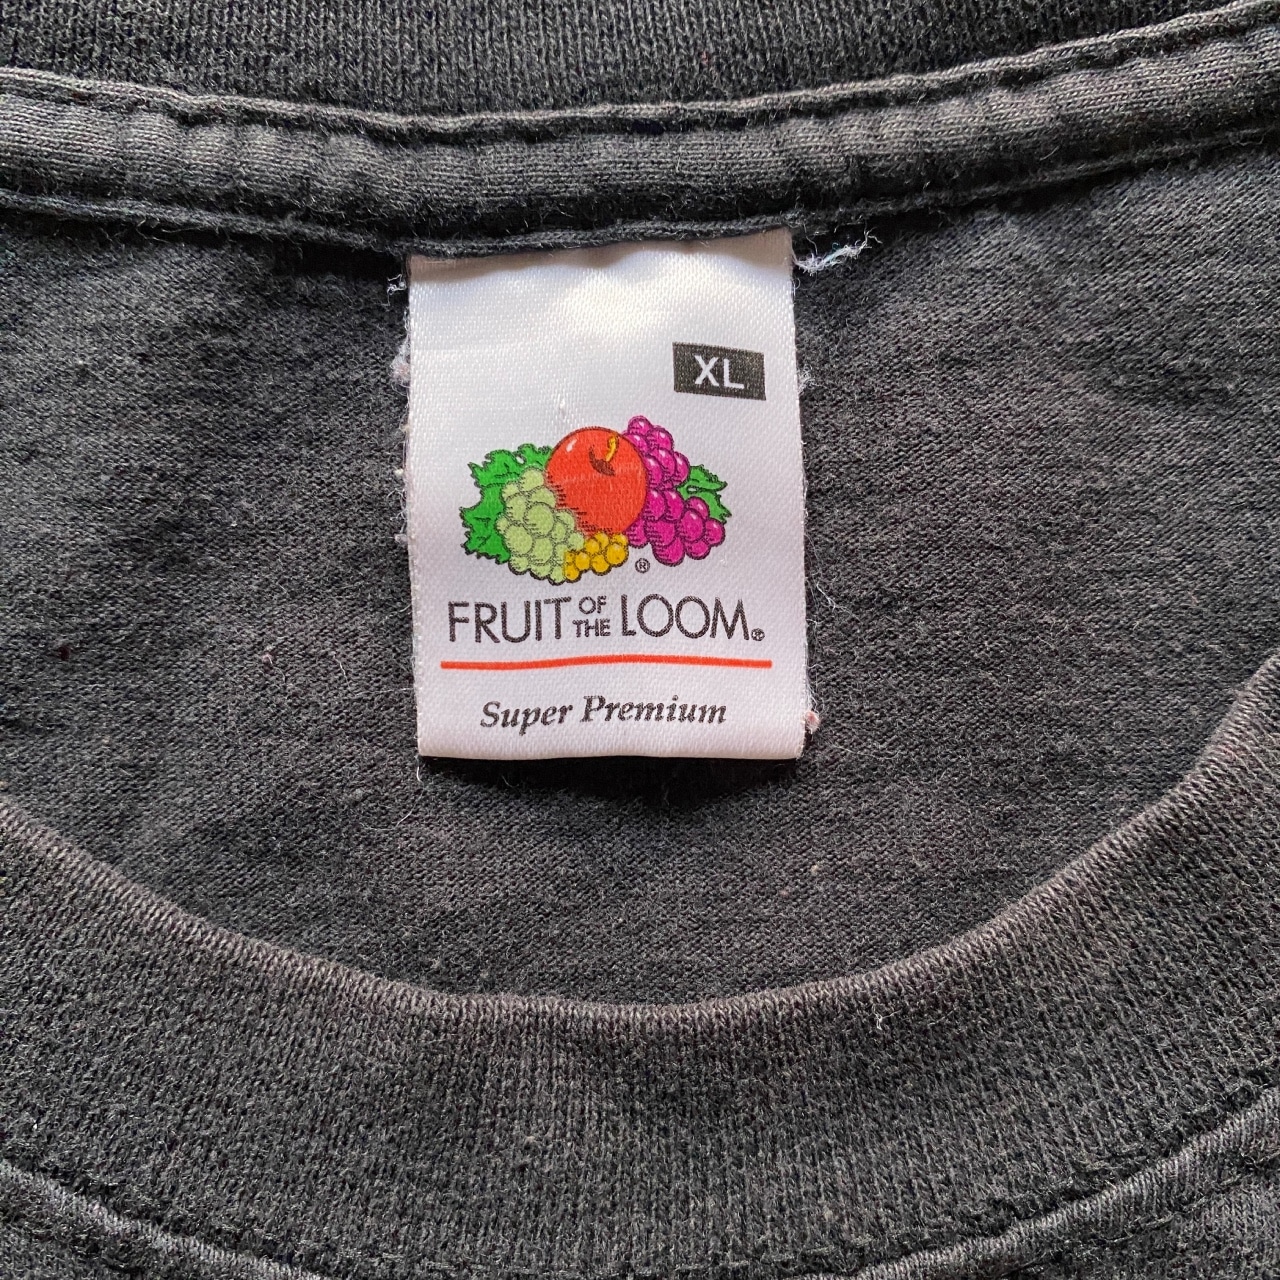 XL
®
FRUIT OF THE LOOM®
Super Premium